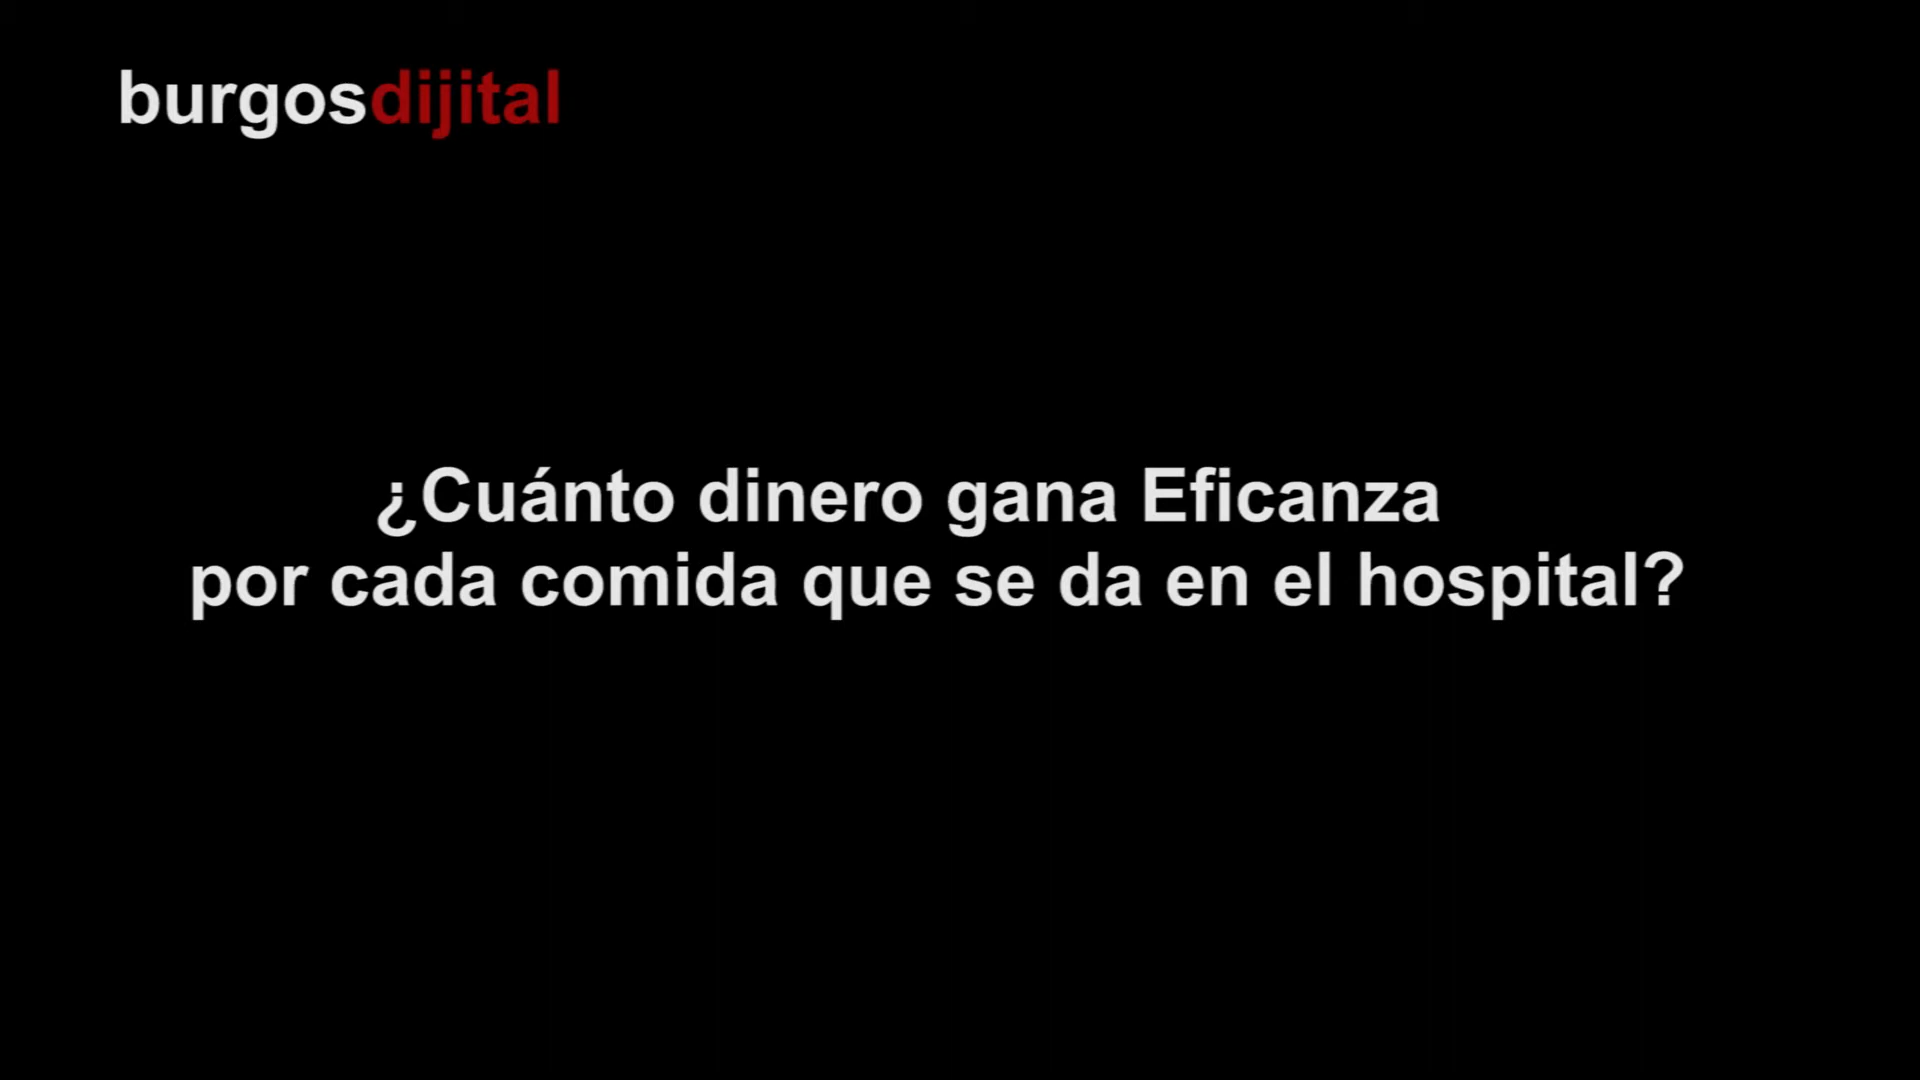 burgosdijital
¿Cuánto dinero gana Eficanza
por cada comida que se da en el hospital?